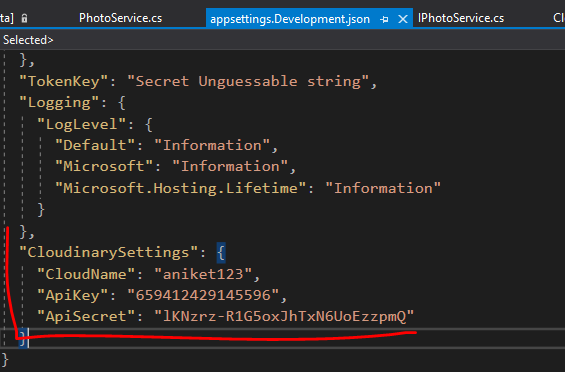 ta] PhotoService.cs appsettings.Development.json IPhotoService.cs Cl
Selected>
},
"TokenKey": "Secret Unguessable string",
"Logging": {
"LogLevel": {
"Default": "Information",
"Microsoft": "Information",
"Microsoft.Hosting.Lifetime": "Information"
}
},
"CloudinarySettings": {
"CloudName": "aniket123",
"ApiKey": "659412429145596",
"ApiSecret": "lKNzrz-R1G5oxJhTxN6UoEzzpmQ"
}
}